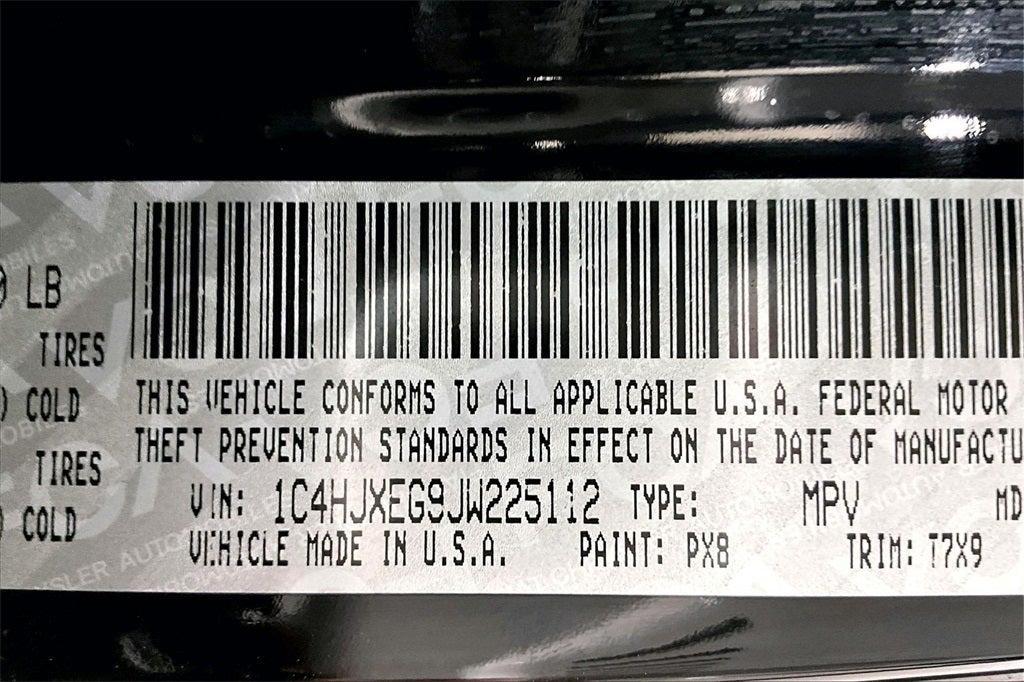 LB
TIRES
COLD
TIRES
COLD
THIS VEHICLE CONFORMS TO ALL APPLICABLE U.S.A. FEDERAL MOTOR
THEFT PREVENTION STANDARDS IN EFFECT ON THE DATE OF MANUFACTU
VIN: 1C4HJXEG9JW225112 TYPE: MPV MD
VEHICLE MADE IN U.S.A. PAINT: PX8 TRIM: T7X9